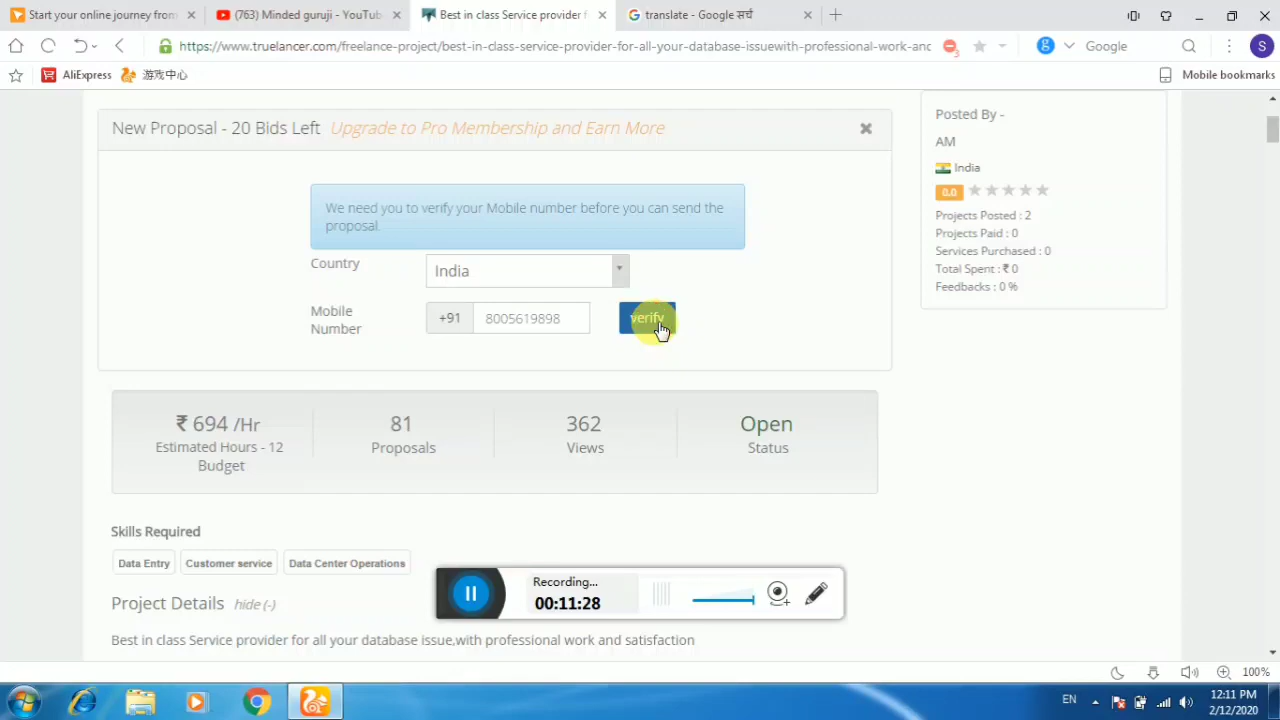 Start your online journey from
(763) Minded guruji - YouTub
Best in class Service provider f
translate - Google सर्च
https://www.truelancer.com/freelance-project/best-in-class-service-provider-for-all-your-database-issuewith-professional-work-anc
3
g
Google
S
AliExpress
游戏中心
Mobile bookmarks
New Proposal - 20 Bids Left Upgrade to Pro Membership and Earn More
We need you to verify your Mobile number before you can send the
proposal.
Country
India
Mobile
Number
+91
8005619898
verify
Posted By -
AM
India
0.0
Projects Posted : 2
Projects Paid : 0
Services Purchased : 0
Total Spent : ₹ 0
Feedbacks : 0 %
₹ 694 /Hr
Estimated Hours - 12
Budget
81
Proposals
362
Views
Open
Status
Skills Required
Data Entry
Customer service
Data Center Operations
Project Details hide (-)
Best in class Service provider for all your database issue,with professional work and satisfaction
Recording...
00:11:28
100%
EN
12:11 PM
2/12/2020